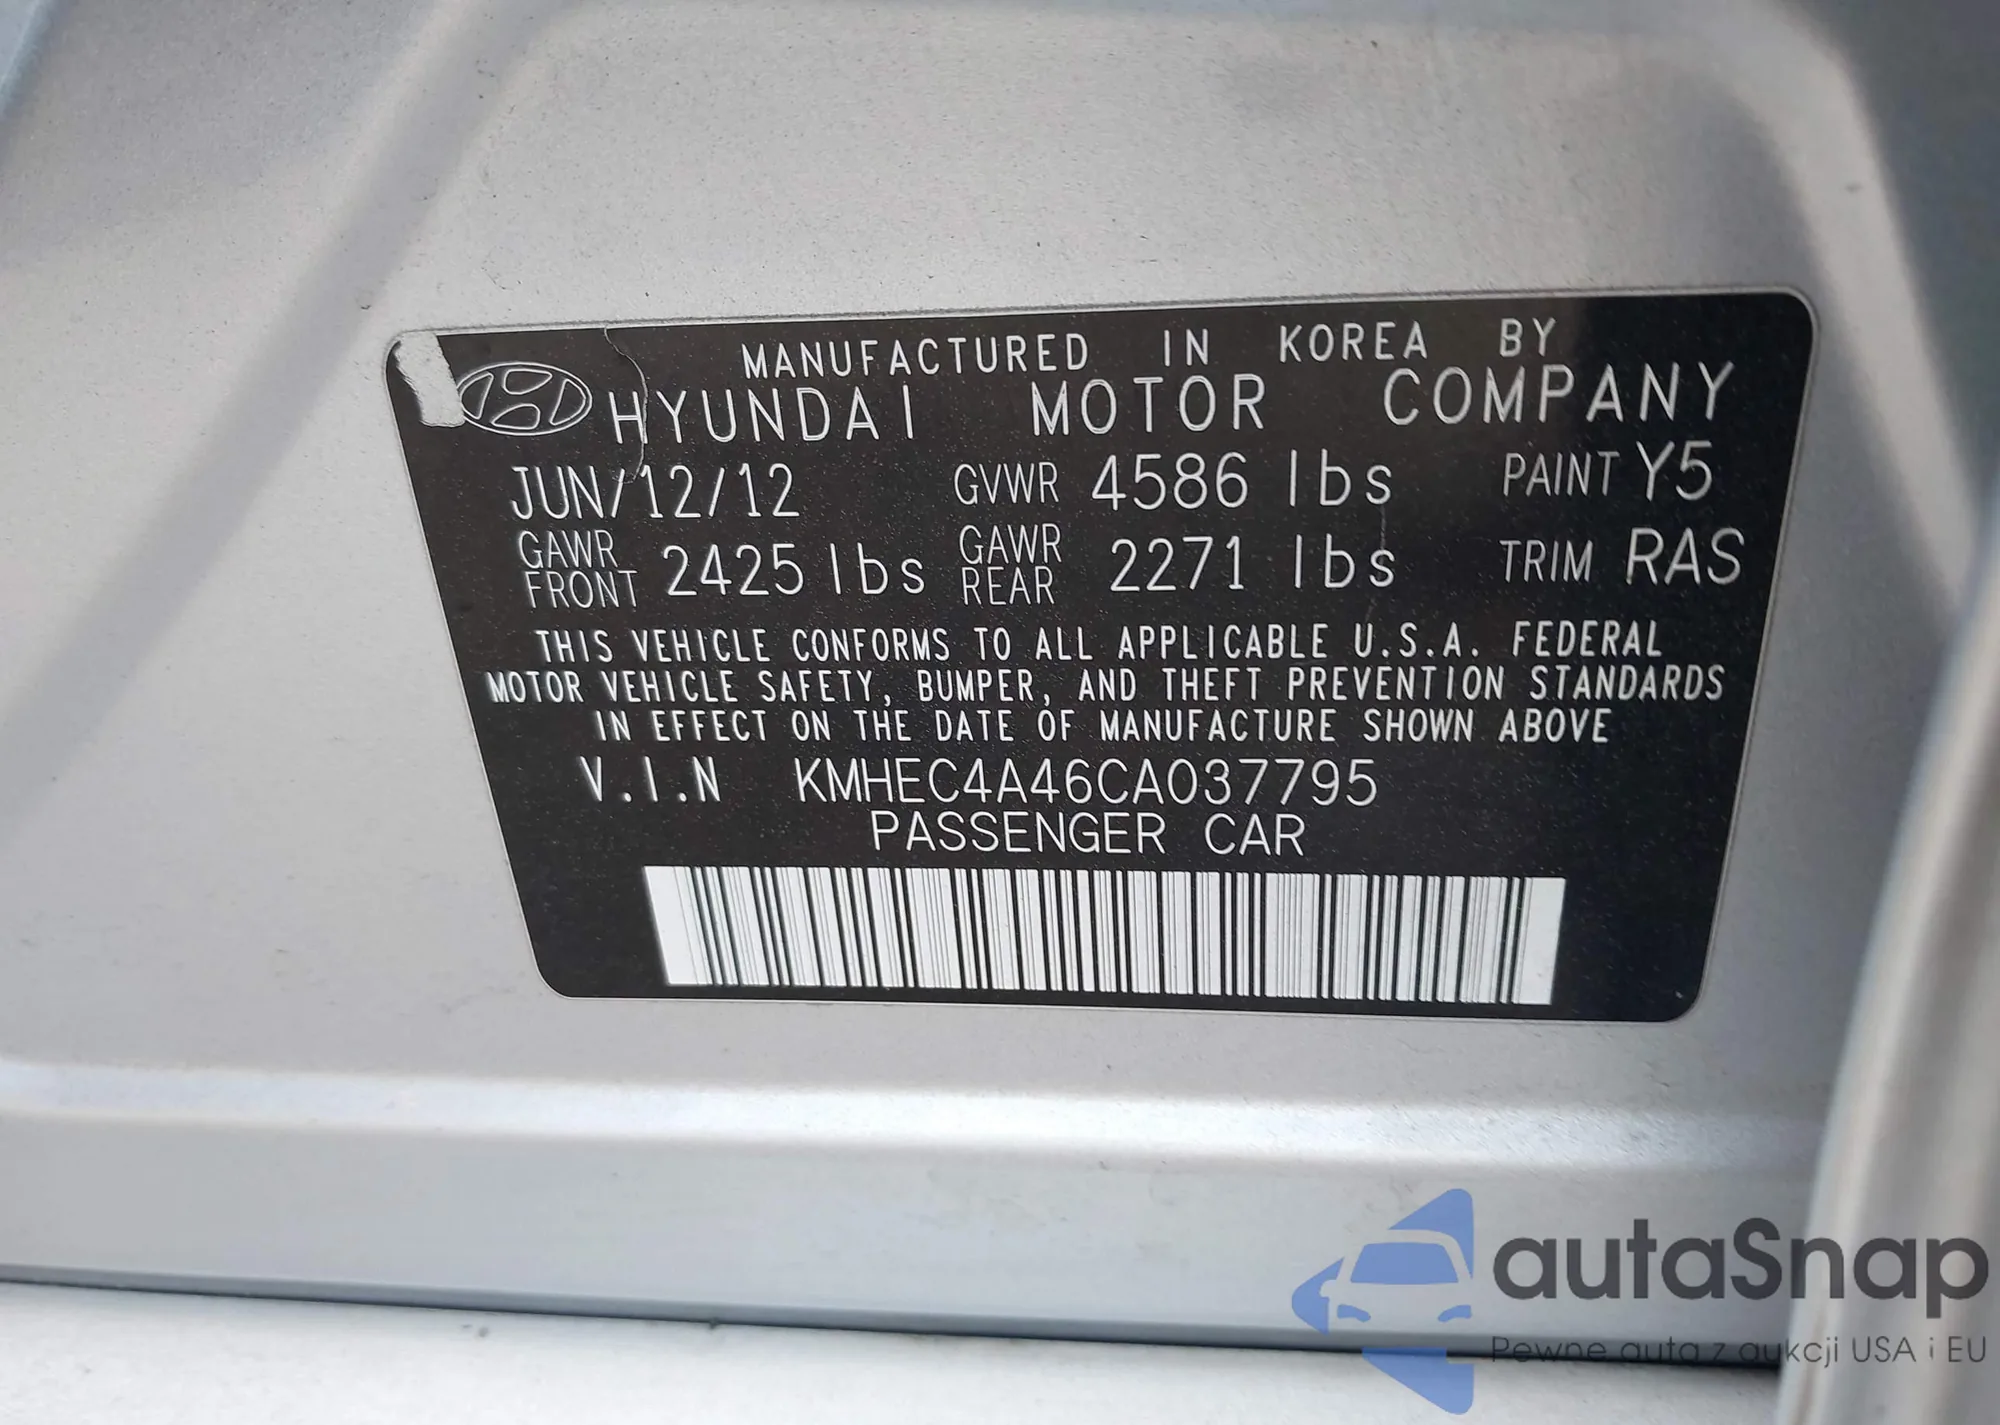 MANUFACTURED IN KOREA BY
HYUNDAI MOTOR COMPANY
JUN/12/12 GVWR 4586 lbs PAINT Y5
GAWR FRONT 2425 lbs GAWR REAR 2271 lbs TRIM RAS
THIS VEHICLE CONFORMS TO ALL APPLICABLE U.S.A. FEDERAL
MOTOR VEHICLE SAFETY, BUMPER, AND THEFT PREVENTION STANDARDS
IN EFFECT ON THE DATE OF MANUFACTURE SHOWN ABOVE
V.I.N KMHEC4A46CA037795
PASSENGER CAR
autaSnap
Pewne auta z aukcji USA i EU